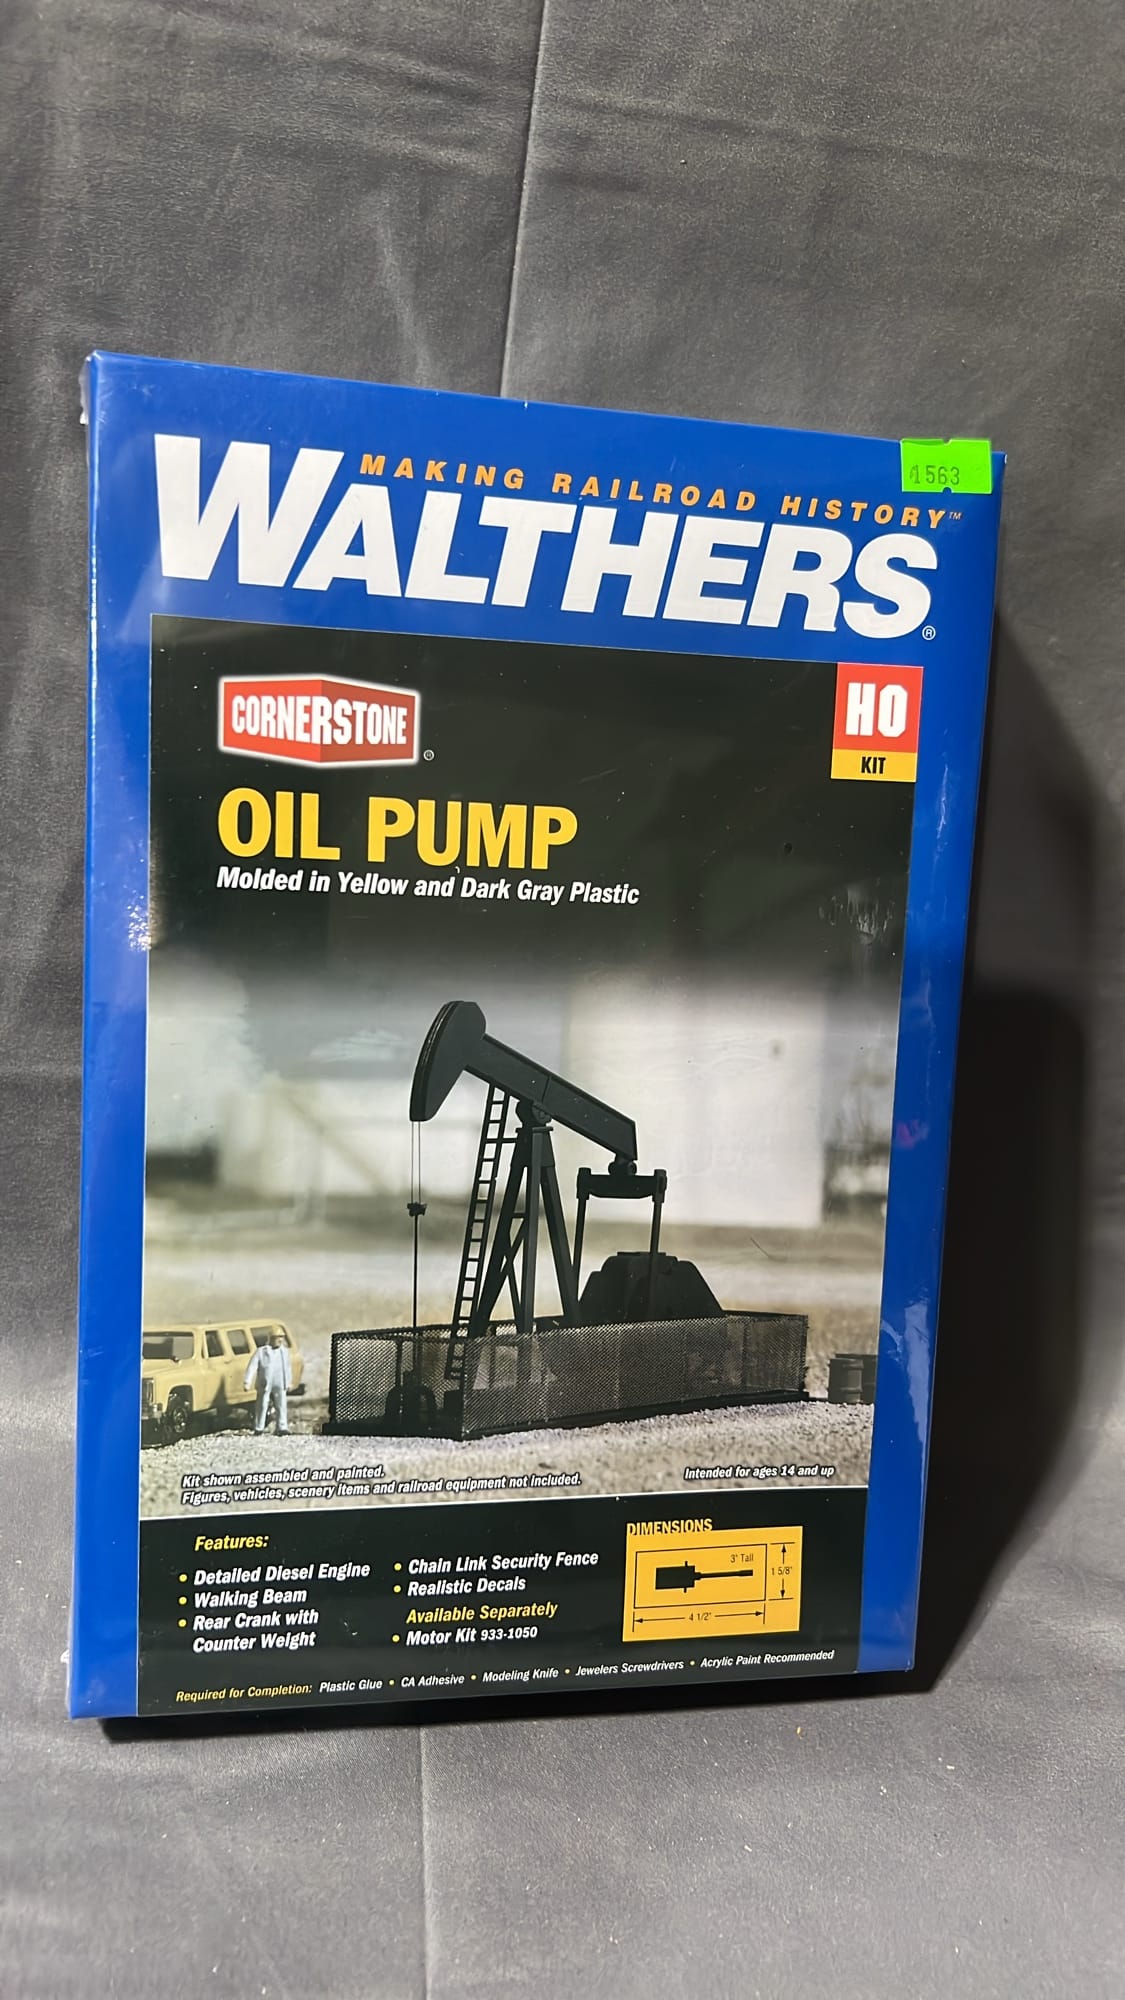 1563
MAKING RAILROAD HISTORY™
WALTHERS®
CORNERSTONE®
HO
KIT
OIL PUMP
Molded in Yellow and Dark Gray Plastic
Kit shown assembled and painted.
Figures, vehicles, scenery items and railroad equipment not included.
Intended for ages 14 and up
Features:
• Detailed Diesel Engine
• Walking Beam
• Rear Crank with
Counter Weight
• Chain Link Security Fence
• Realistic Decals
Available Separately
• Motor Kit 933-1050
DIMENSIONS
3" Tall
1 5/8"
4 1/2"
Required for Completion: Plastic Glue • CA Adhesive • Modeling Knife • Jewelers Screwdrivers • Acrylic Paint Recommended